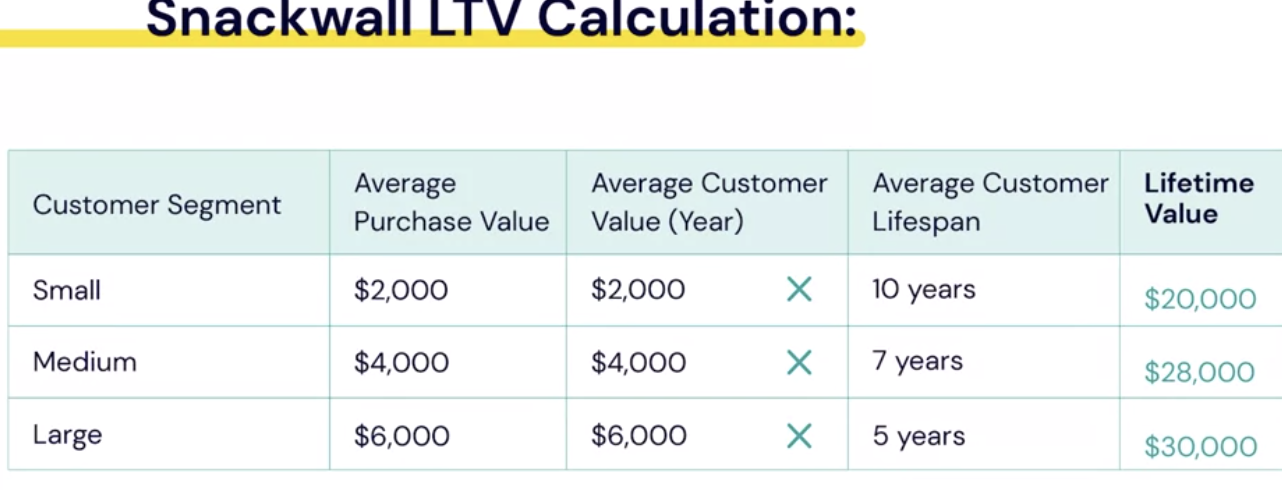 Snackwall LTV Calculation:
Customer Segment
Average
Purchase Value
Average Customer
Value (Year)
Average Customer
Lifespan
Lifetime
Value
Small $2,000 $2,000 × 10 years $20,000
Medium $4,000 $4,000 × 7 years $28,000
Large $6,000 $6,000 × 5 years $30,000